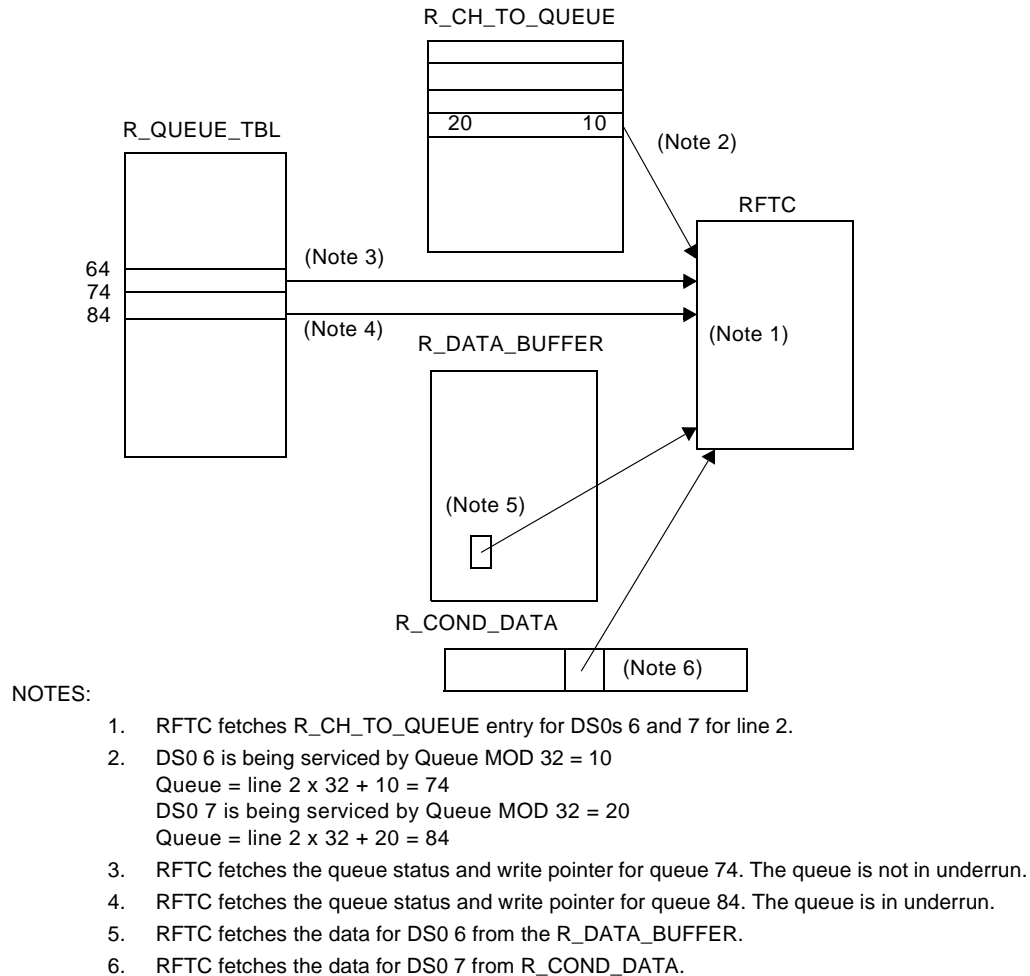 R_CH_TO_QUEUE
20 10
R_QUEUE_TBL
(Note 2)
RFTC
(Note 3)
64
74
84
(Note 4)
(Note 1)
R_DATA_BUFFER
(Note 5)
R_COND_DATA
(Note 6)
NOTES:
1. RFTC fetches R_CH_TO_QUEUE entry for DS0s 6 and 7 for line 2.
2. DS0 6 is being serviced by Queue MOD 32 = 10
Queue = line 2 x 32 + 10 = 74
DS0 7 is being serviced by Queue MOD 32 = 20
Queue = line 2 x 32 + 20 = 84
3. RFTC fetches the queue status and write pointer for queue 74. The queue is not in underrun.
4. RFTC fetches the queue status and write pointer for queue 84. The queue is in underrun.
5. RFTC fetches the data for DS0 6 from the R_DATA_BUFFER.
6. RFTC fetches the data for DS0 7 from R_COND_DATA.